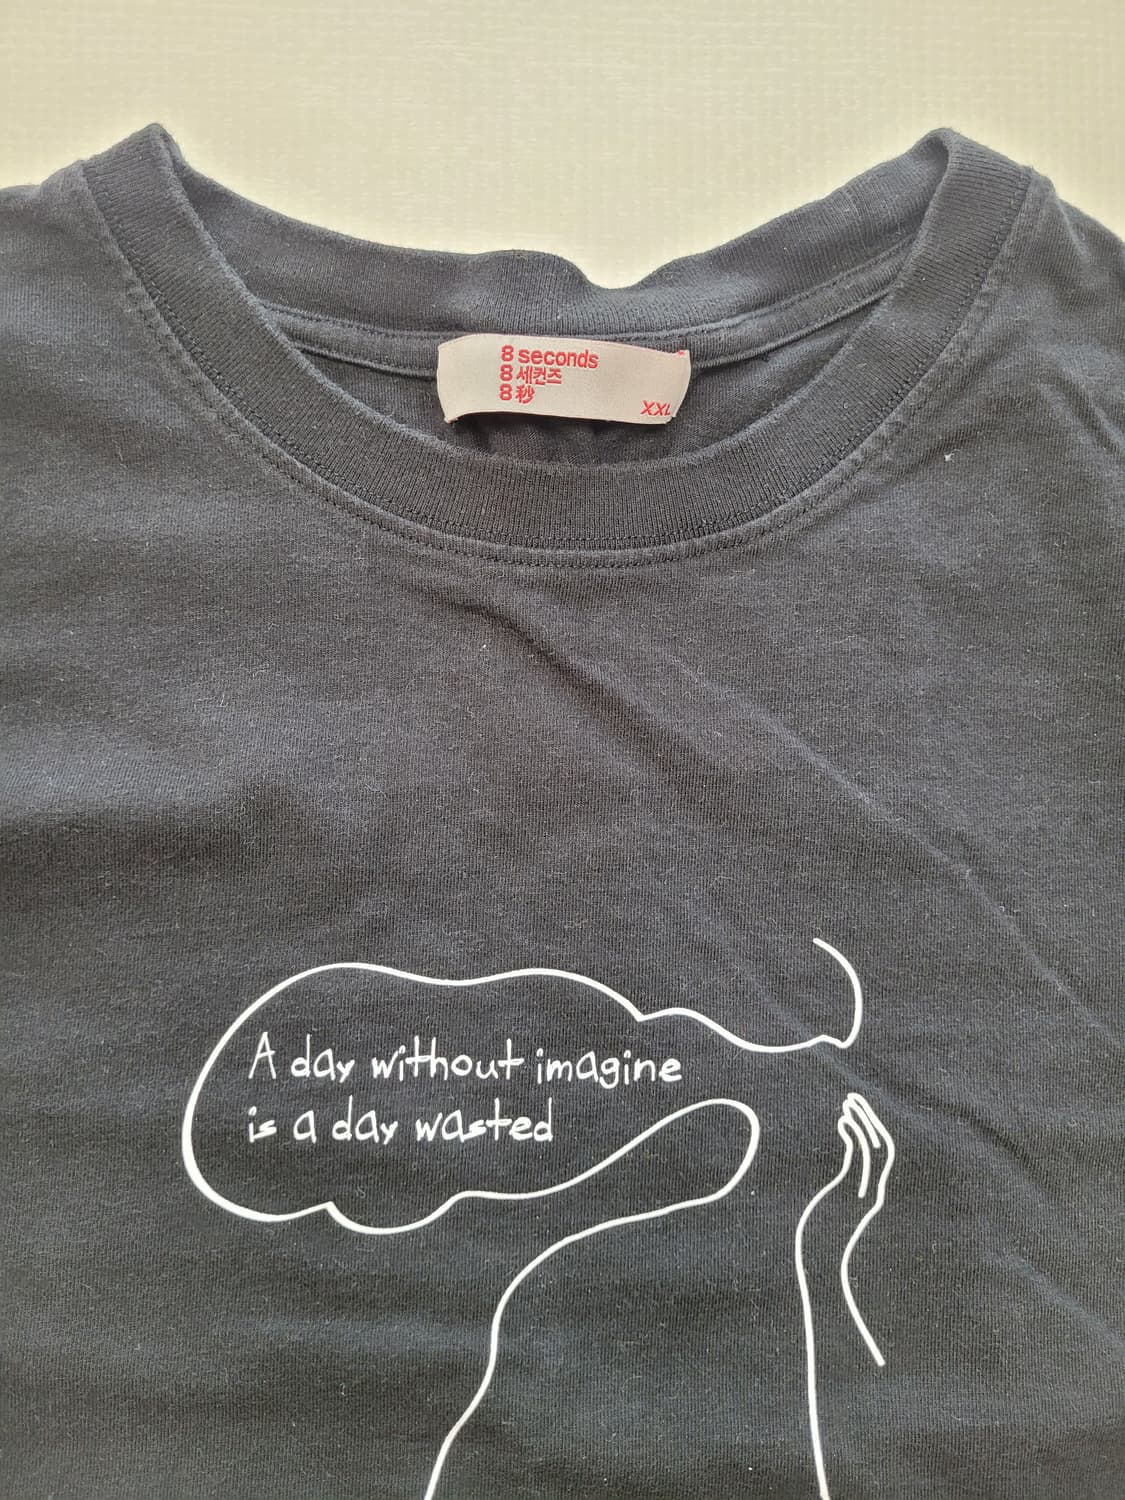 8 seconds
8 세컨즈
8 秒
XXL
A day without imagine
is a day wasted